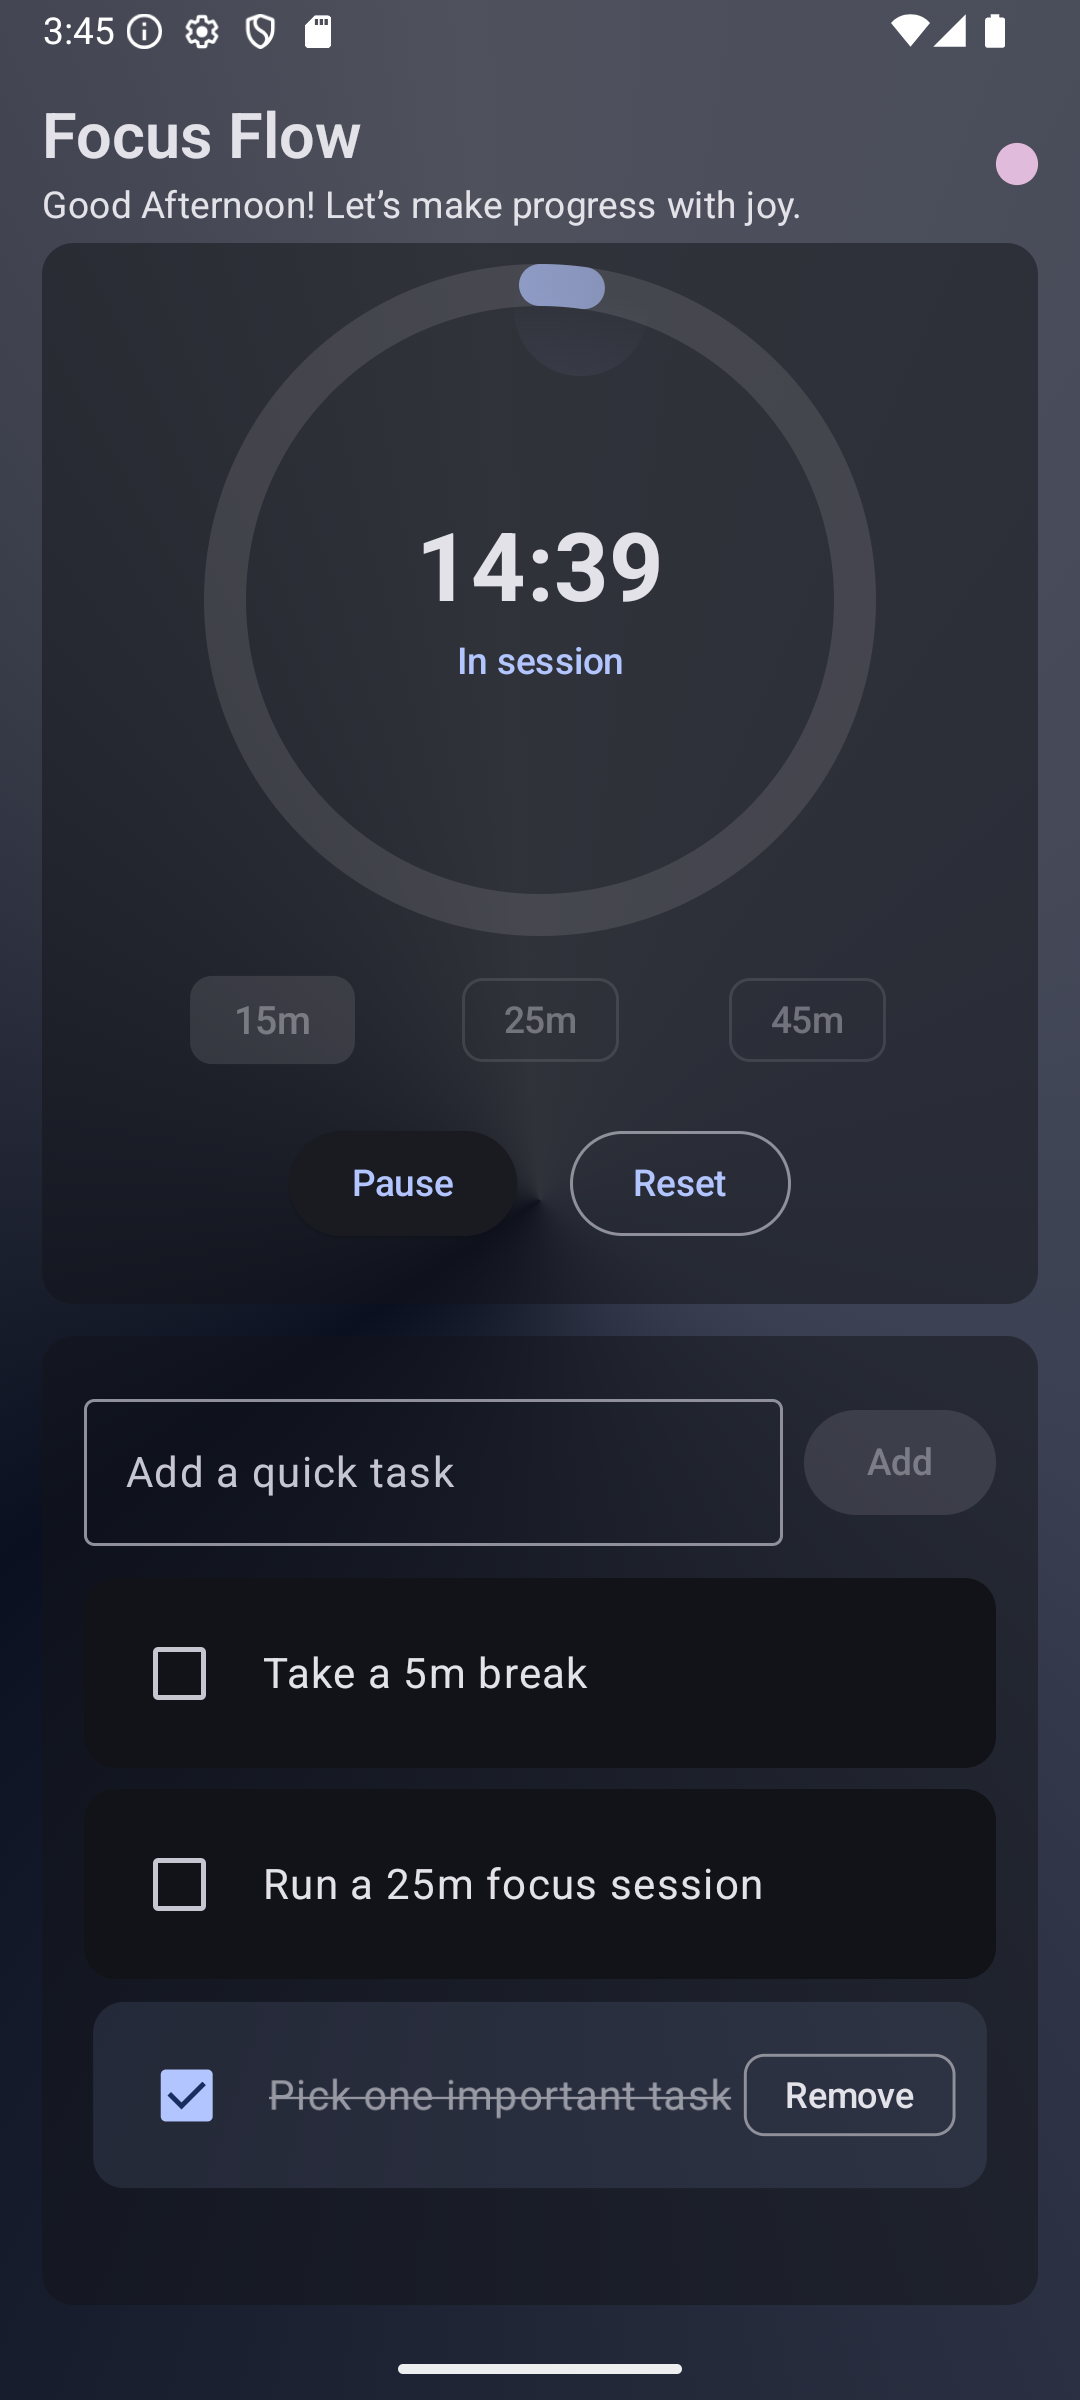 3:45
Focus Flow
Good Afternoon! Let’s make progress with joy.
14:39
In session
15m 25m 45m
Pause Reset
Add a quick task Add
Take a 5m break
Run a 25m focus session
Pick one important task Remove